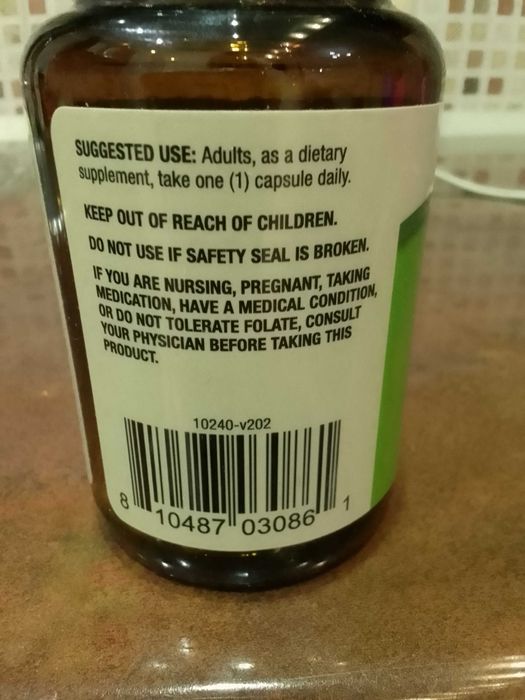 SUGGESTED USE: Adults, as a dietary
supplement, take one (1) capsule daily.
KEEP OUT OF REACH OF CHILDREN.
DO NOT USE IF SAFETY SEAL IS BROKEN.
IF YOU ARE NURSING, PREGNANT, TAKING
MEDICATION, HAVE A MEDICAL CONDITION,
OR DO NOT TOLERATE FOLATE, CONSULT
YOUR PHYSICIAN BEFORE TAKING THIS
PRODUCT.
10240-v202
8 10487 03086 1